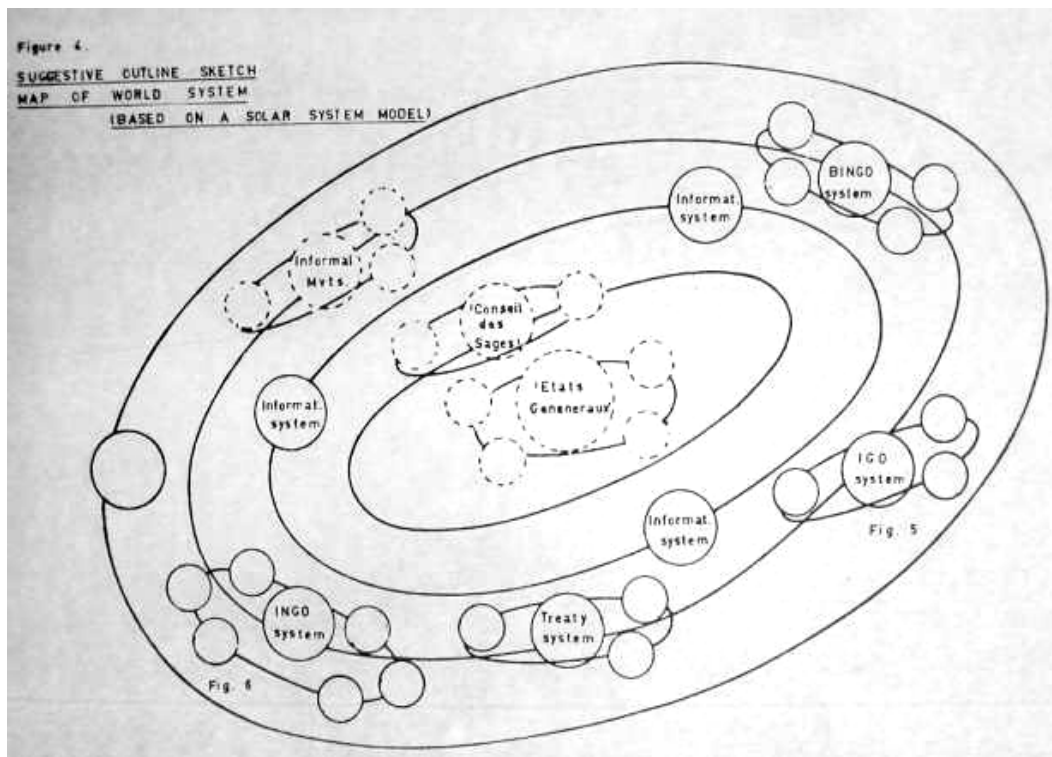 Figure 4.
SUGGESTIVE OUTLINE SKETCH
MAP OF WORLD SYSTEM
(BASED ON A SOLAR SYSTEM MODEL)
BINGO
system
Informat.
system
Informal
Mvts.
'Conseil
des
Sages'
'Etats
Geneneraux'
Informat.
system
IGO
system
Fig. 5
Informat.
system
INGO
system
Treaty
system
Fig. 6